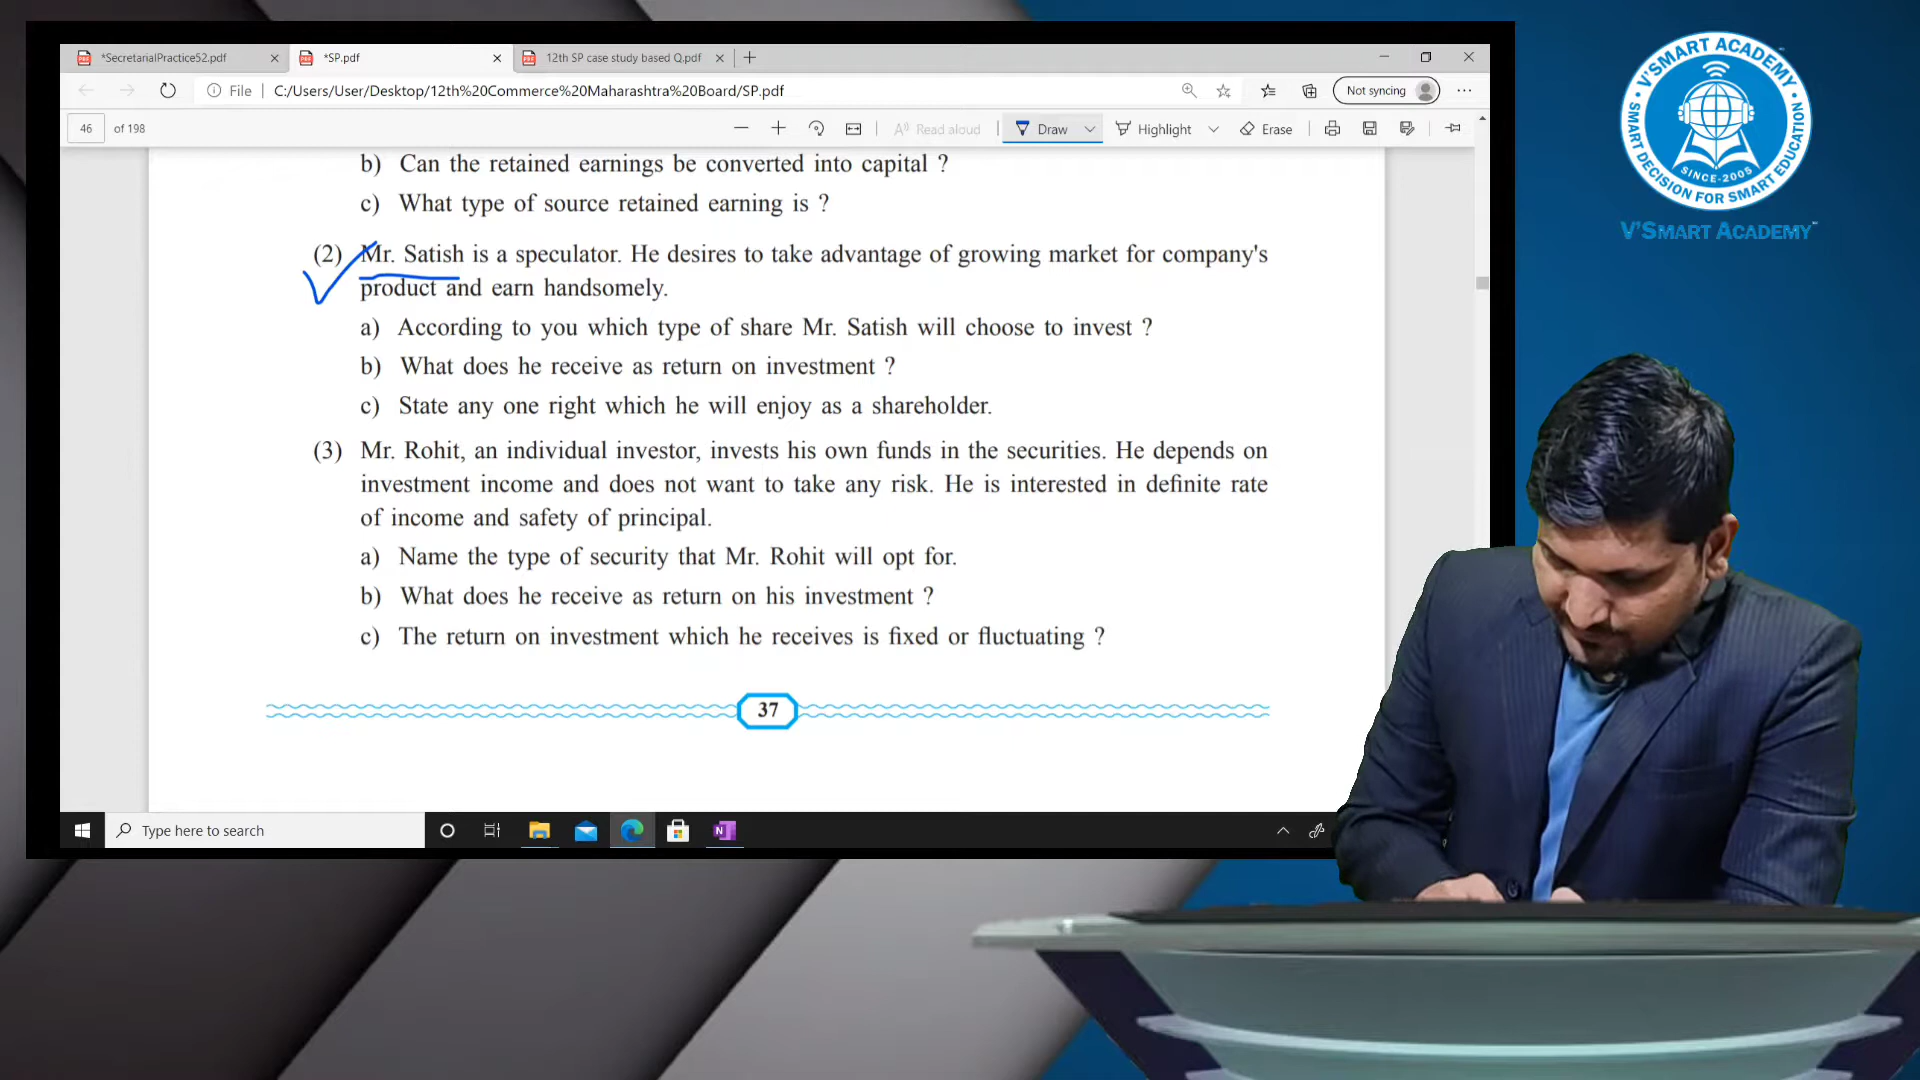 *SecretarialPractice52.pdf
*SP.pdf
12th SP case study based Q.pdf
File
C:/Users/User/Desktop/12th%20Commerce%20Maharashtra%20Board/SP.pdf
Not syncing
46 of 198
Read aloud
Draw
Highlight
Erase
b) Can the retained earnings be converted into capital ?
c) What type of source retained earning is ?
(2) Mr. Satish is a speculator. He desires to take advantage of growing market for company's
product and earn handsomely.
a) According to you which type of share Mr. Satish will choose to invest ?
b) What does he receive as return on investment ?
c) State any one right which he will enjoy as a shareholder.
(3) Mr. Rohit, an individual investor, invests his own funds in the securities. He depends on
investment income and does not want to take any risk. He is interested in definite rate
of income and safety of principal.
a) Name the type of security that Mr. Rohit will opt for.
b) What does he receive as return on his investment ?
c) The return on investment which he receives is fixed or fluctuating ?
37
Type here to search
V'SMART ACADEMY
SMART DECISION FOR SMART EDUCATION
SINCE-2005
V'SMART ACADEMY